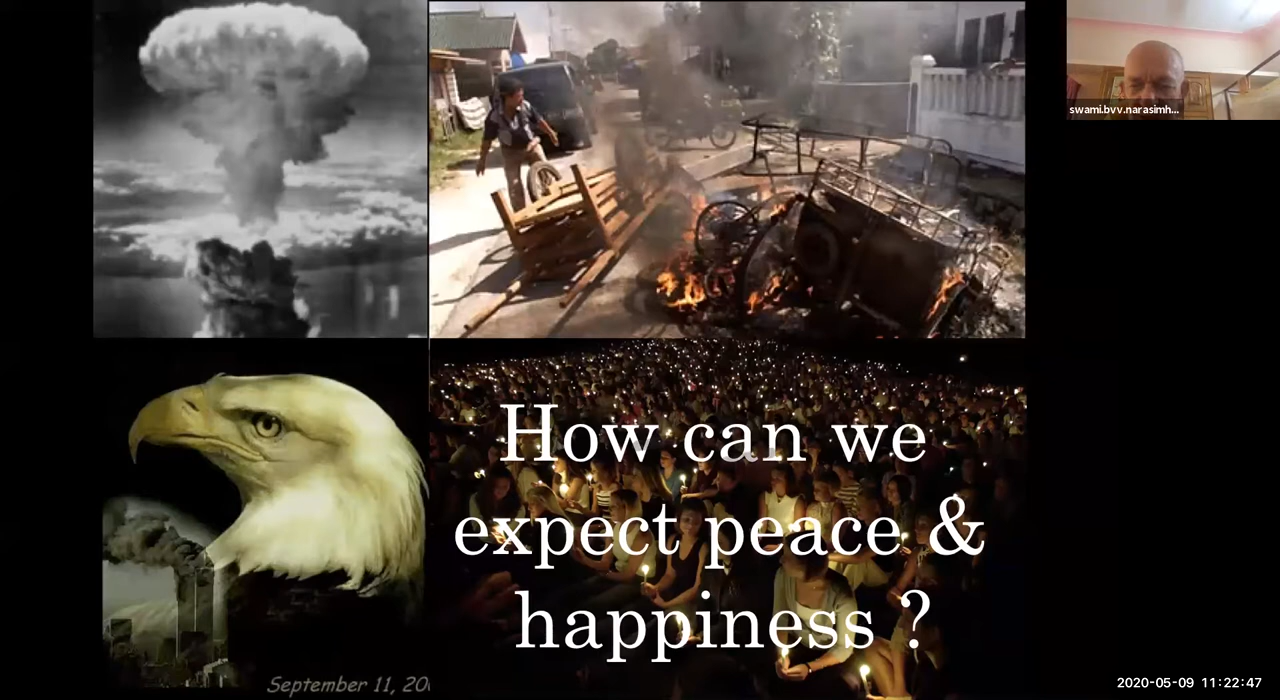 swami.bvv.narasimh...
How can we
expect peace &
happiness ?
September 11, 20
2020-05-09 11:22:47